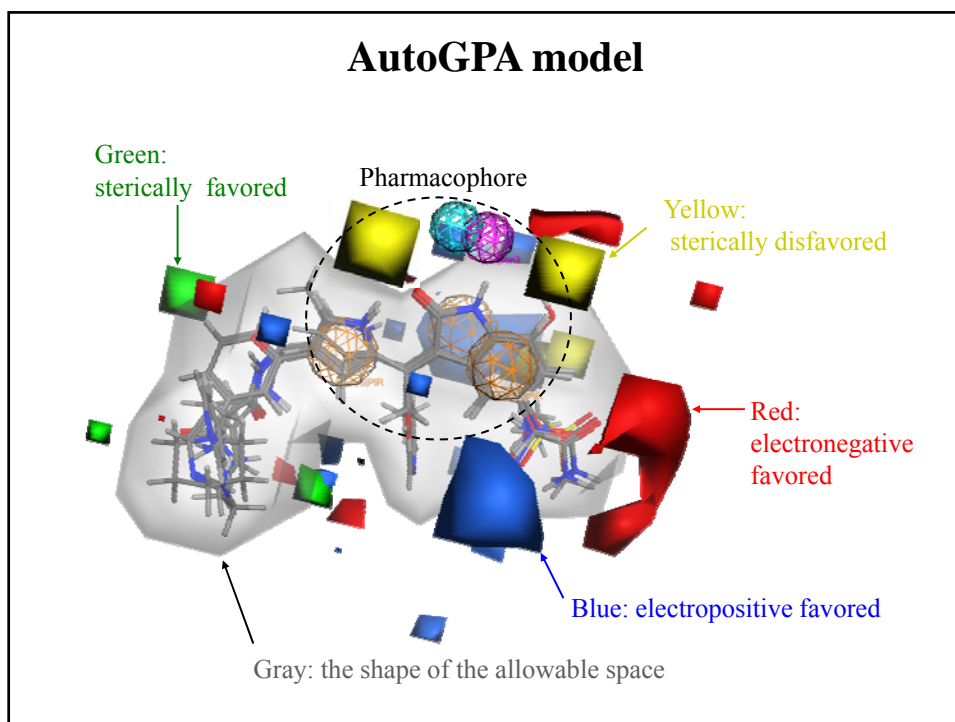 AutoGPA model
Green:
sterically favored
Pharmacophore
Yellow:
sterically disfavored
Red:
electronegative
favored
Blue: electropositive favored
Gray: the shape of the allowable space